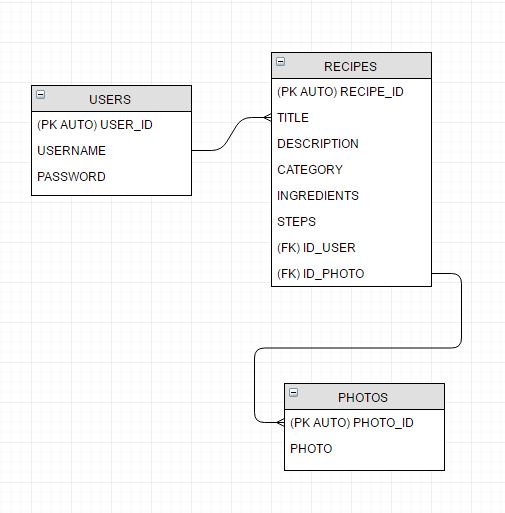 USERS
(PK AUTO) USER_ID
USERNAME
PASSWORD
RECIPES
(PK AUTO) RECIPE_ID
TITLE
DESCRIPTION
CATEGORY
INGREDIENTS
STEPS
(FK) ID_USER
(FK) ID_PHOTO
PHOTOS
(PK AUTO) PHOTO_ID
PHOTO